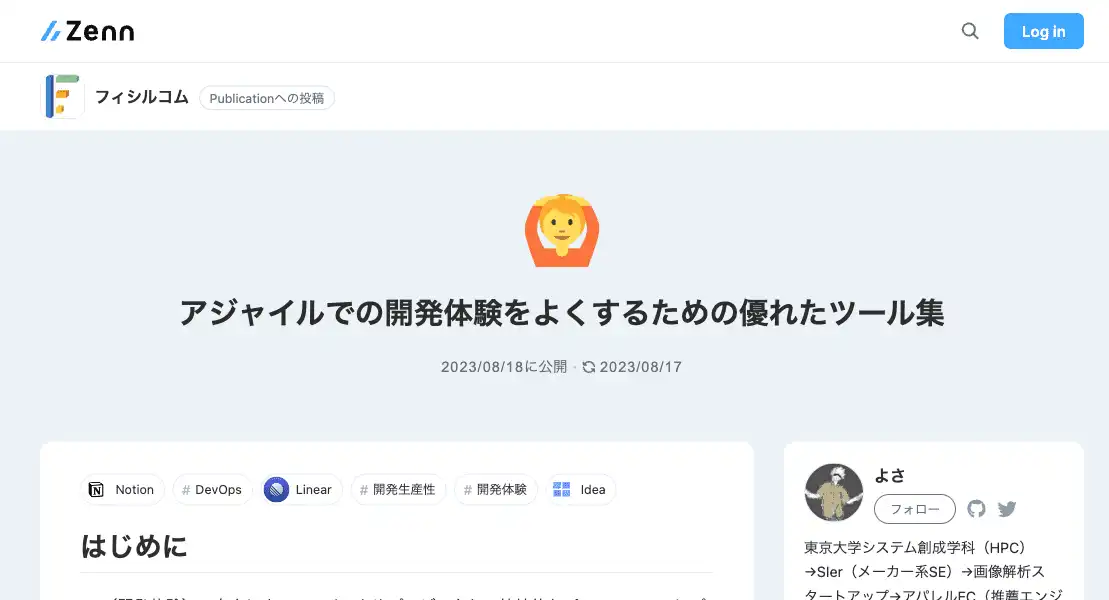 Zenn
Log in
フィシルコム
Publicationへの投稿
アジャイルでの開発体験をよくするための優れたツール集
2023/08/18に公開 · 2023/08/17
Notion
# DevOps
Linear
# 開発生産性
# 開発体験
Idea
はじめに
よさ
フォロー
東京大学システム創成学科（HPC）
→SIer（メーカー系SE）→画像解析ス
タートアップ→アパレルEC（推薦エンジ